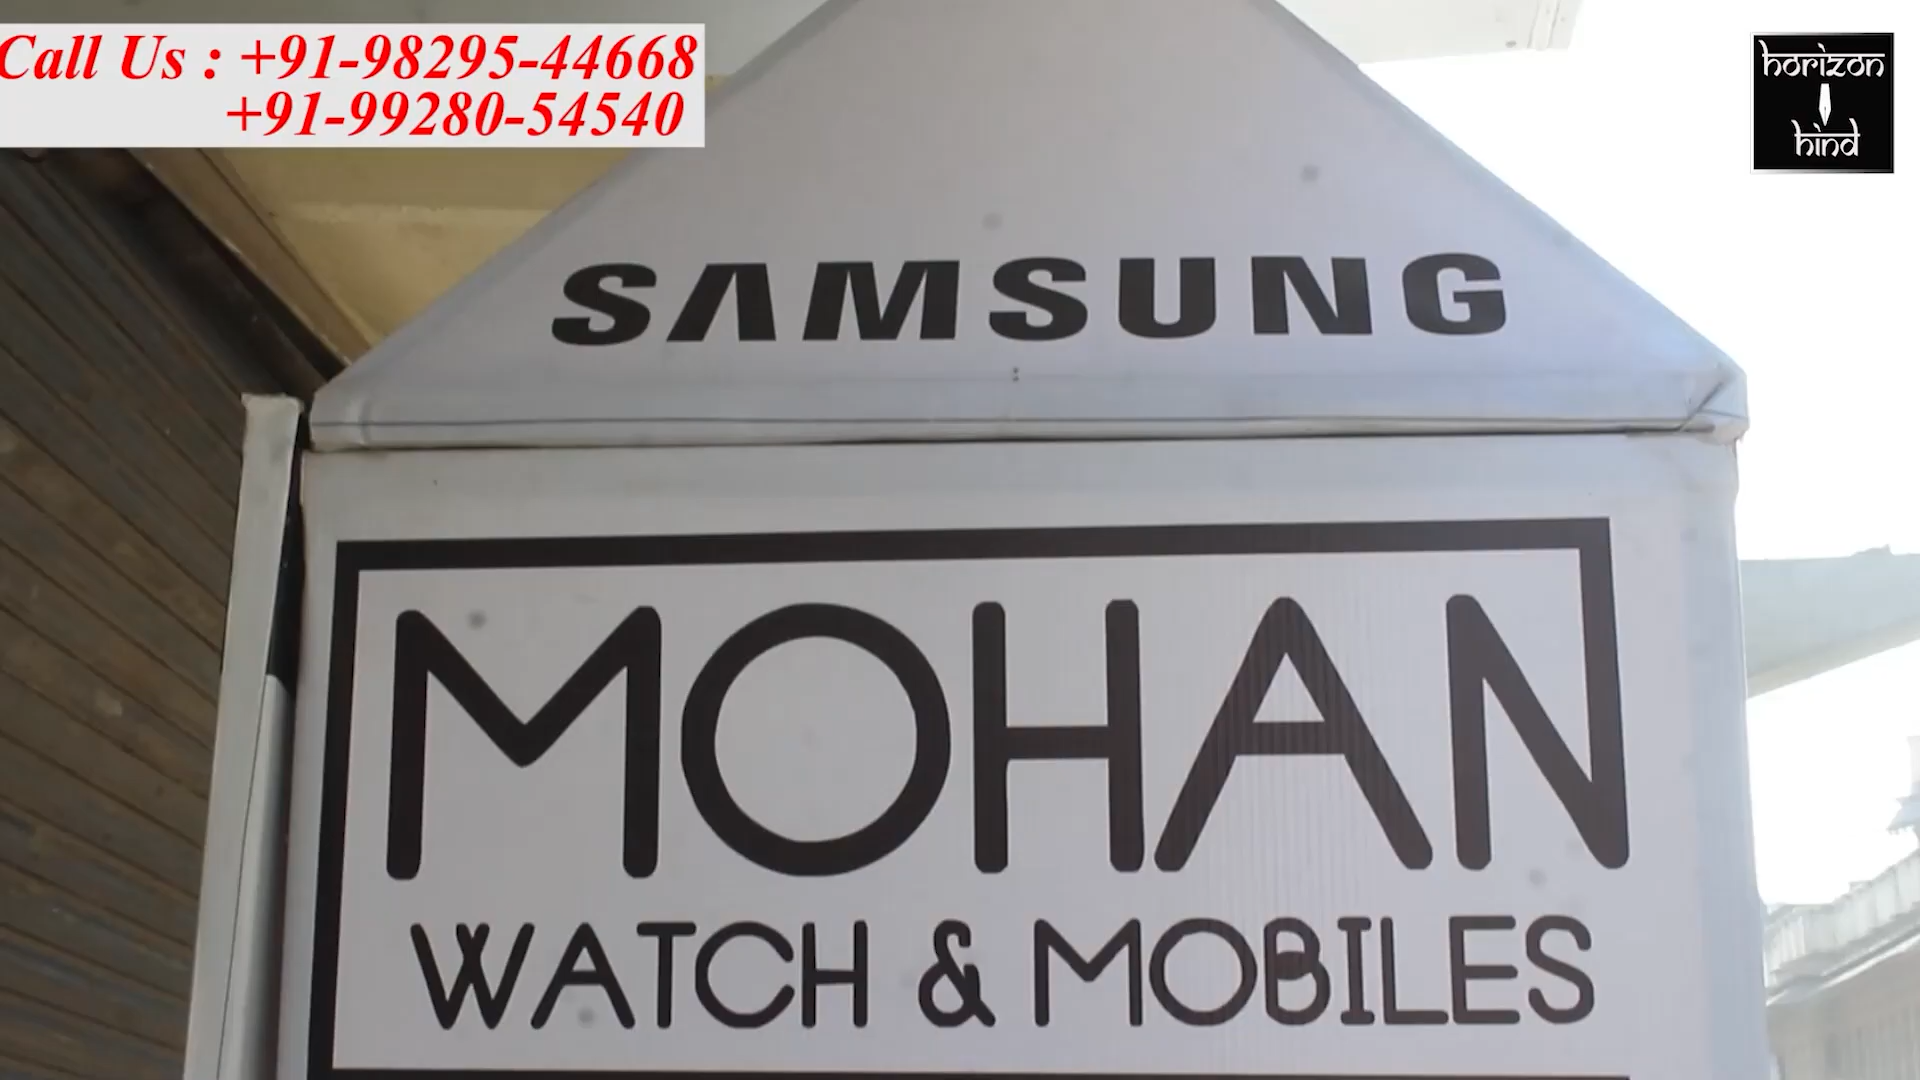 Call Us : +91-98295-44668
+91-99280-54540
horizon
hind
SAMSUNG
MOHAN
WATCH & MOBILES